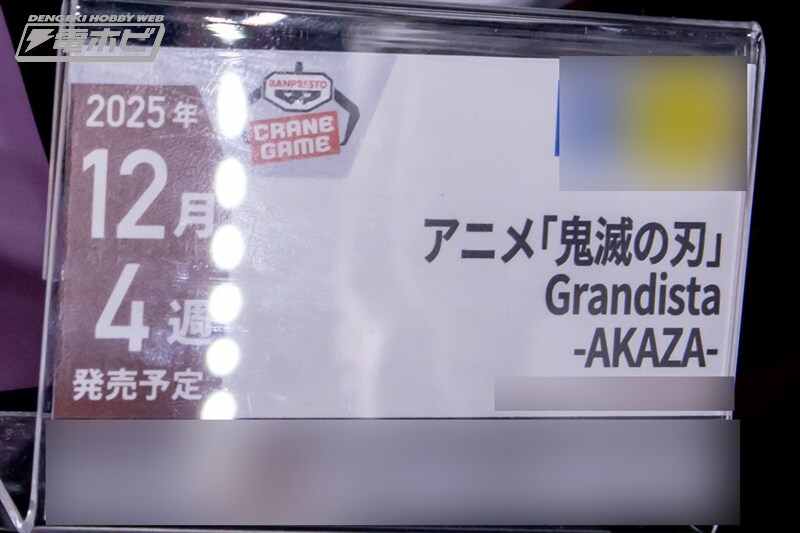 DENGEKI HOBBY WEB
電ホビ
2025年
12月
4週
発売予定
BANPRESTO
CRANE
GAME
アニメ「鬼滅の刃」
Grandista
-AKAZA-